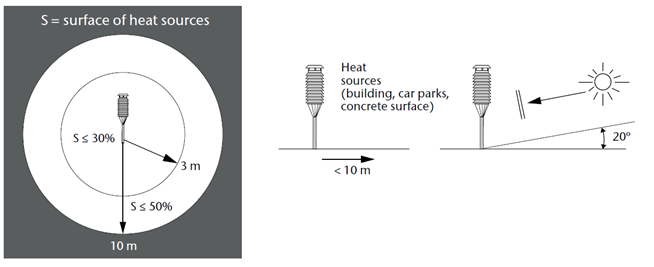 S = surface of heat sources
S ≤ 30%
3 m
S ≤ 50%
10 m
Heat
sources
(building, car parks,
concrete surface)
< 10 m
20°